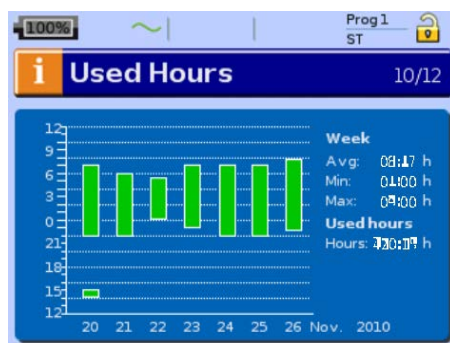 100%
Prog 1
ST
i Used Hours 10/12
12
9
6
3
0
21
18
15
12
20 21 22 23 24 25 26 Nov. 2010
Week
Avg: h
Min: h
Max: h
Used hours
Hours: h